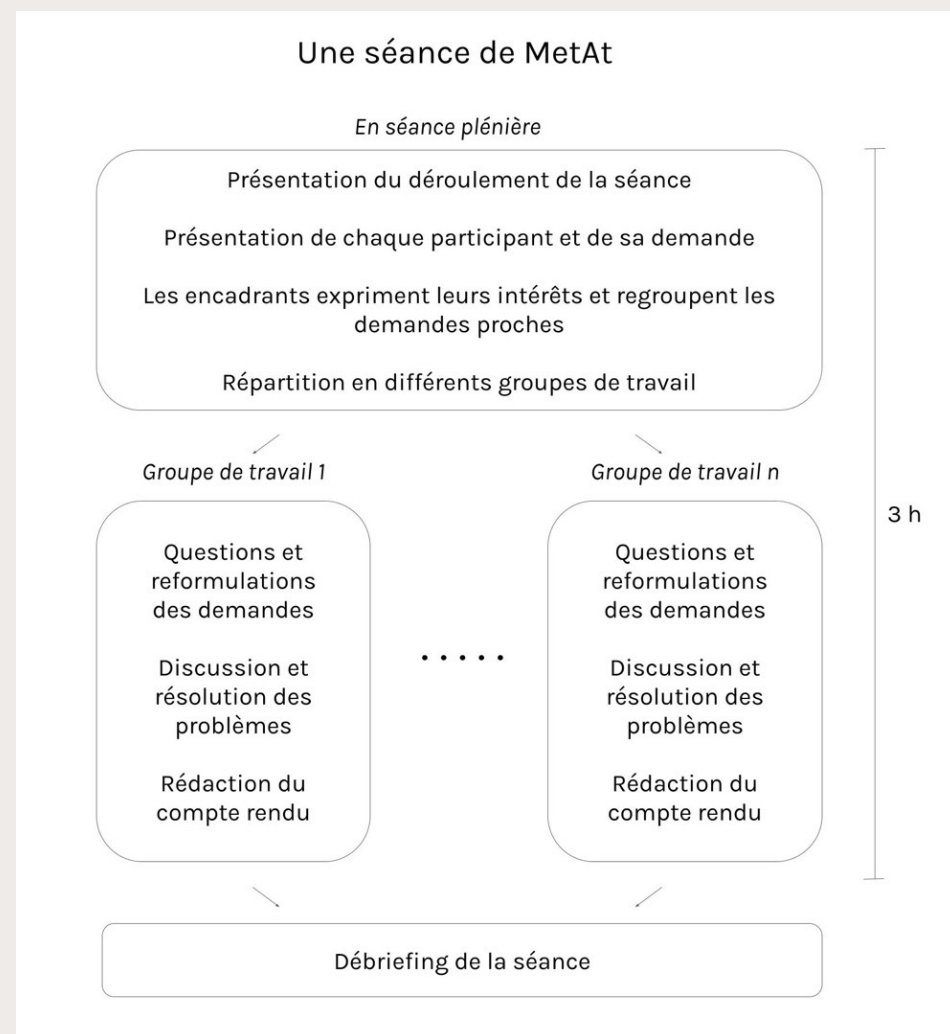 Une séance de MetAt
En séance plénière
Présentation du déroulement de la séance
Présentation de chaque participant et de sa demande
Les encadrants expriment leurs intérêts et regroupent les
demandes proches
Répartition en différents groupes de travail
Groupe de travail 1
Questions et
reformulations
des demandes
Discussion et
résolution des
problèmes
Rédaction du
compte rendu
.....
Groupe de travail n
Questions et
reformulations
des demandes
Discussion et
résolution des
problèmes
Rédaction du
compte rendu
3 h
Débriefing de la séance